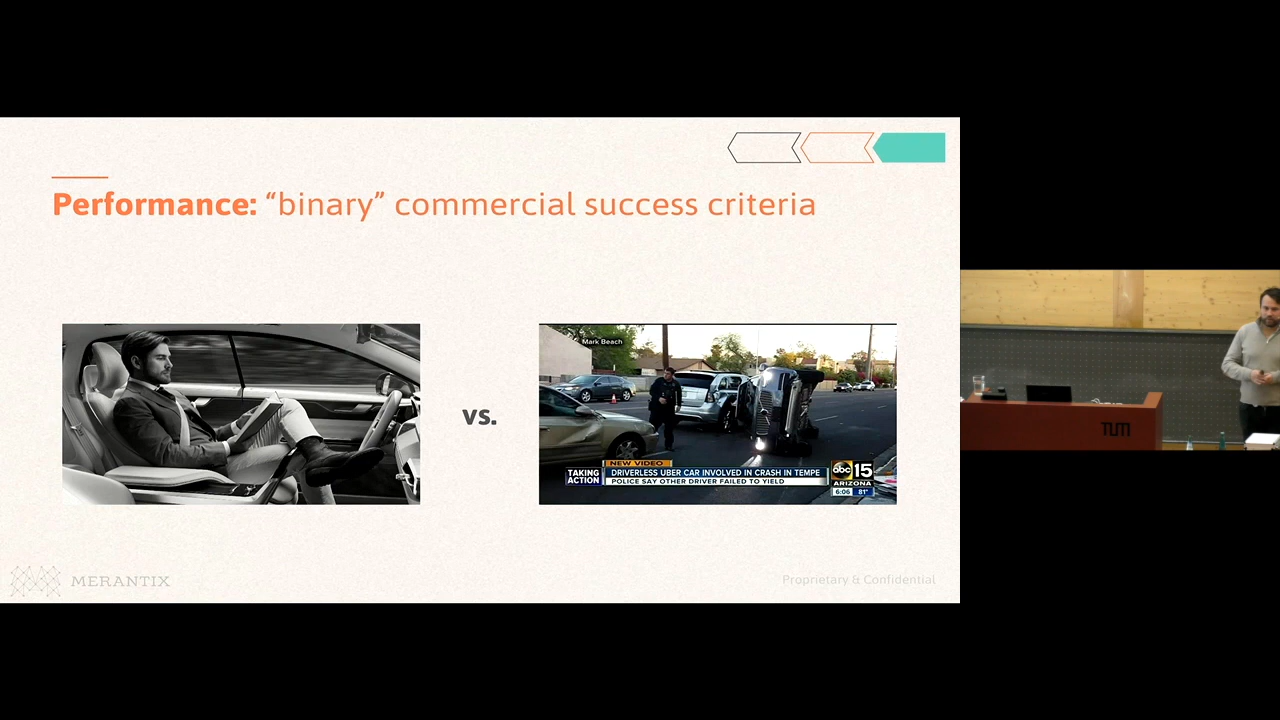 Performance: “binary” commercial success criteria
vs.
Mark Beach
NEW VIDEO
TAKING ACTION
DRIVERLESS UBER CAR INVOLVED IN CRASH IN TEMPE
POLICE SAY OTHER DRIVER FAILED TO YIELD
abc 15
ARIZONA
6:06 81°
MERANTIX
Proprietary & Confidential
TUM